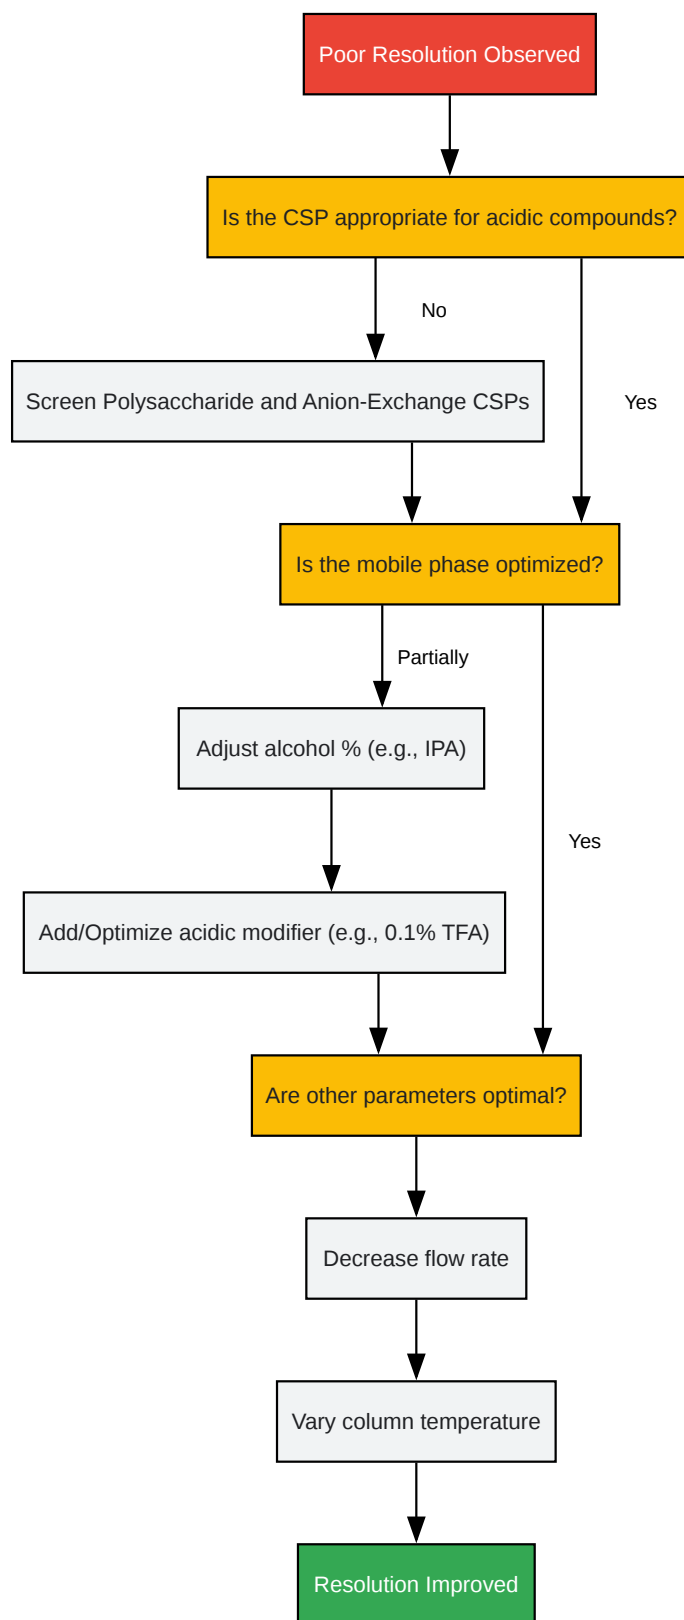 Poor Resolution Observed
Is the CSP appropriate for acidic compounds?
No
Screen Polysaccharide and Anion-Exchange CSPs
Yes
Is the mobile phase optimized?
Partially
Adjust alcohol % (e.g., IPA)
Yes
Add/Optimize acidic modifier (e.g., 0.1% TFA)
Are other parameters optimal?
Decrease flow rate
Vary column temperature
Resolution Improved